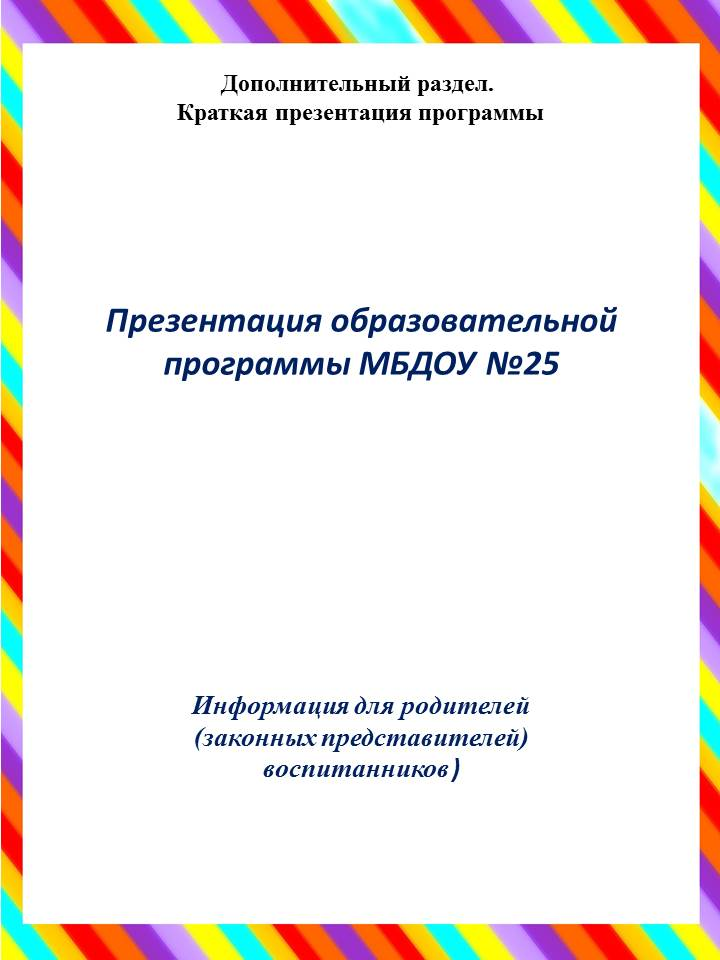 Дополнительный раздел.
Краткая презентация программы
Презентация образовательной
программы МБДОУ №25
Информация для родителей
(законных представителей)
воспитанников)